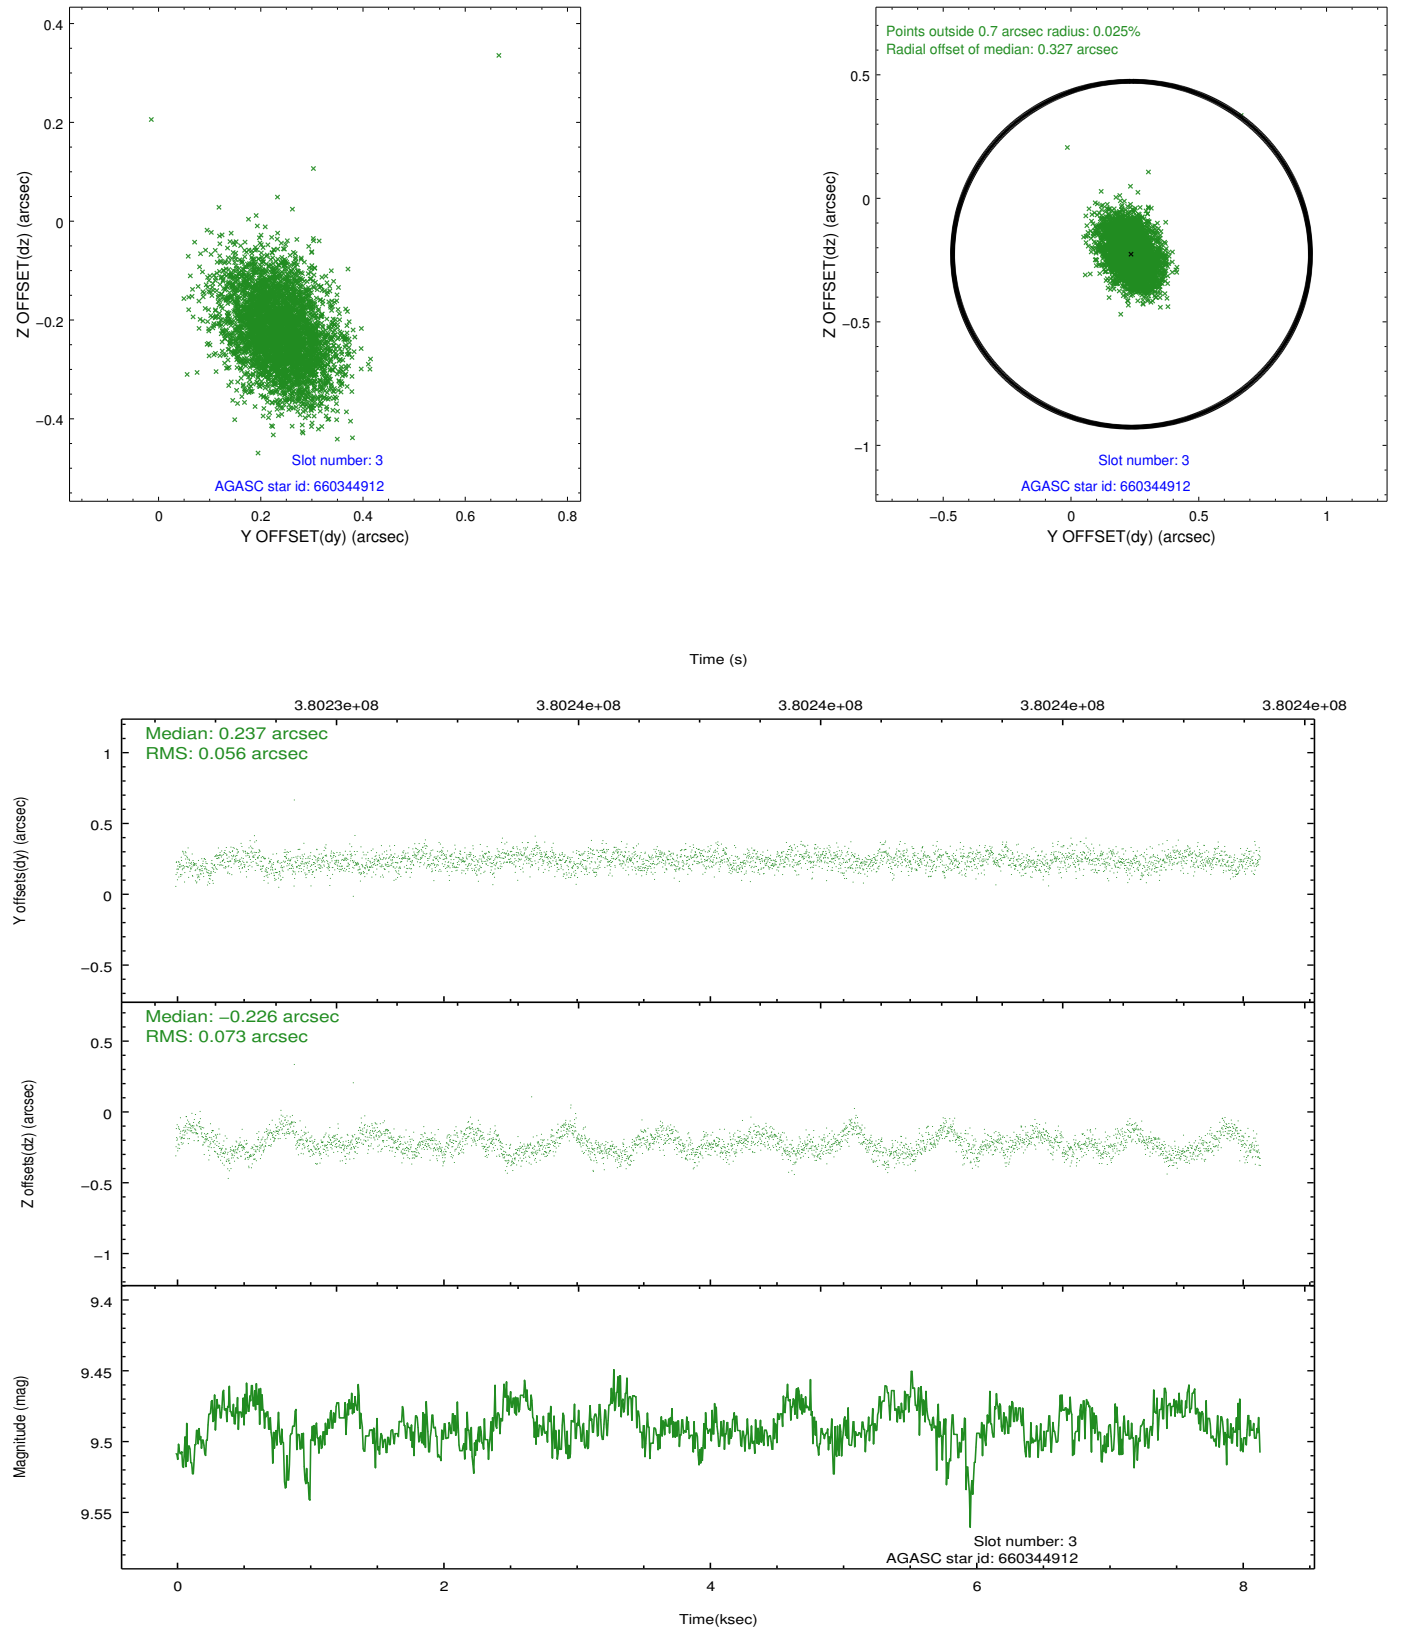 0.4
0.2
0
−0.2
−0.4
Z OFFSET(dz) (arcsec)
Slot number: 3
AGASC star id: 660344912
0 0.2 0.4 0.6 0.8
Y OFFSET(dy) (arcsec)
Points outside 0.7 arcsec radius: 0.025%
Radial offset of median: 0.327 arcsec
0.5
0
−0.5
−1
Z OFFSET(dz) (arcsec)
Slot number: 3
AGASC star id: 660344912
−0.5 0 0.5 1
Y OFFSET(dy) (arcsec)
Time (s)
3.8023e+08 3.8024e+08 3.8024e+08 3.8024e+08 3.8024e+08
Median: 0.237 arcsec
RMS: 0.056 arcsec
1
0.5
0
−0.5
Y offsets(dy) (arcsec)
Median: −0.226 arcsec
RMS: 0.073 arcsec
0.5
0
−0.5
−1
Z offsets(dz) (arcsec)
9.4
9.45
9.5
9.55
Magnitude (mag)
Slot number: 3
AGASC star id: 660344912
0 2 4 6 8
Time(ksec)